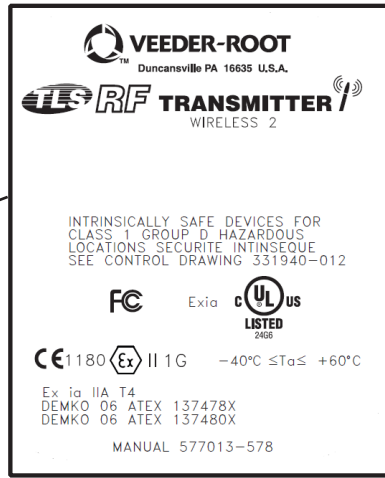 VEEDER-ROOT
TM
Duncansville PA 16635 U.S.A.
TLS RF TRANSMITTER
WIRELESS 2
INTRINSICALLY SAFE DEVICES FOR
CLASS 1 GROUP D HAZARDOUS
LOCATIONS SECURITE INTINSEQUE
SEE CONTROL DRAWING 331940-012
FC Exia C UL US
LISTED
24G6
CE1180 Ex II 1G -40°C ≤Ta≤ +60°C
Ex ia IIA T4
DEMKO 06 ATEX 137478X
DEMKO 06 ATEX 137480X
MANUAL 577013-578